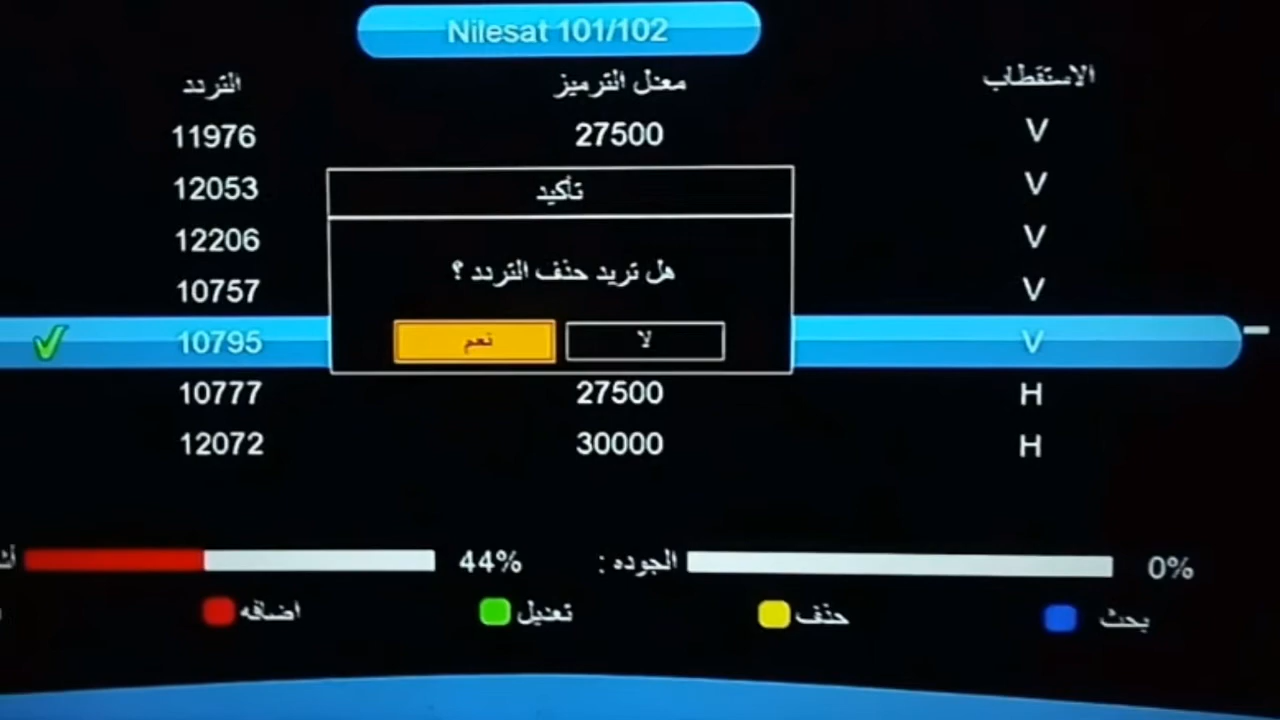 Nilesat 101/102
التردد معدل الترميز الاستقطاب
11976 27500 V
12053 V
12206 V
10757 V
10795 V
10777 27500 H
12072 30000 H
تأكيد
هل تريد حذف التردد ؟
نعم لا
44% الجوده : 0%
اضافه تعديل حذف بحث